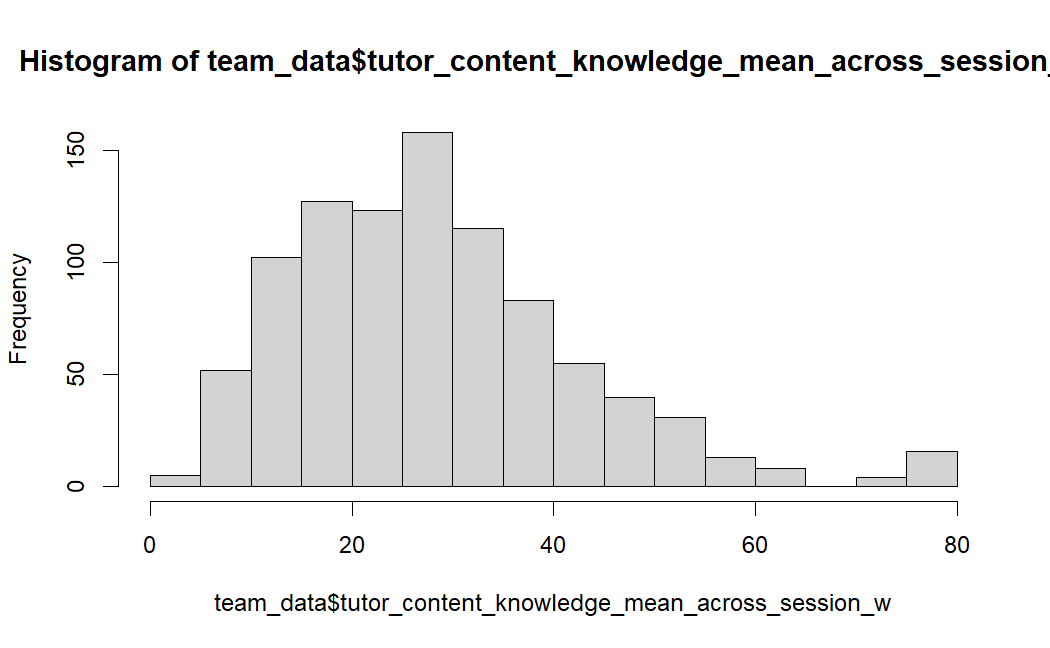 Histogram of team_data$tutor_content_knowledge_mean_across_session_
Frequency
150
100
50
0
0 20 40 60 80
team_data$tutor_content_knowledge_mean_across_session_w